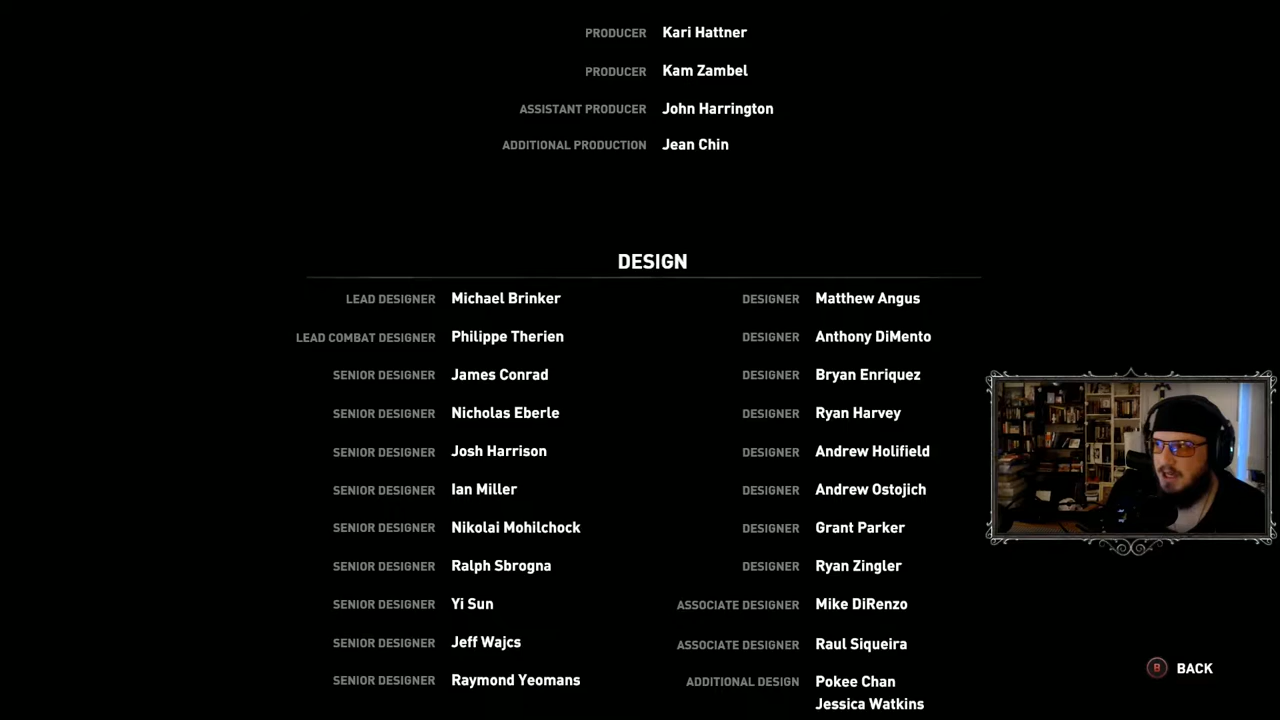 PRODUCER Kari Hattner
PRODUCER Kam Zambel
ASSISTANT PRODUCER John Harrington
ADDITIONAL PRODUCTION Jean Chin
DESIGN
LEAD DESIGNER Michael Brinker
LEAD COMBAT DESIGNER Philippe Therien
SENIOR DESIGNER James Conrad
SENIOR DESIGNER Nicholas Eberle
SENIOR DESIGNER Josh Harrison
SENIOR DESIGNER Ian Miller
SENIOR DESIGNER Nikolai Mohilchock
SENIOR DESIGNER Ralph Sbrogna
SENIOR DESIGNER Yi Sun
SENIOR DESIGNER Jeff Wajcs
SENIOR DESIGNER Raymond Yeomans
DESIGNER Matthew Angus
DESIGNER Anthony DiMento
DESIGNER Bryan Enriquez
DESIGNER Ryan Harvey
DESIGNER Andrew Holifield
DESIGNER Andrew Ostojich
DESIGNER Grant Parker
DESIGNER Ryan Zingler
ASSOCIATE DESIGNER Mike DiRenzo
ASSOCIATE DESIGNER Raul Siqueira
ADDITIONAL DESIGN Pokee Chan
Jessica Watkins
B BACK